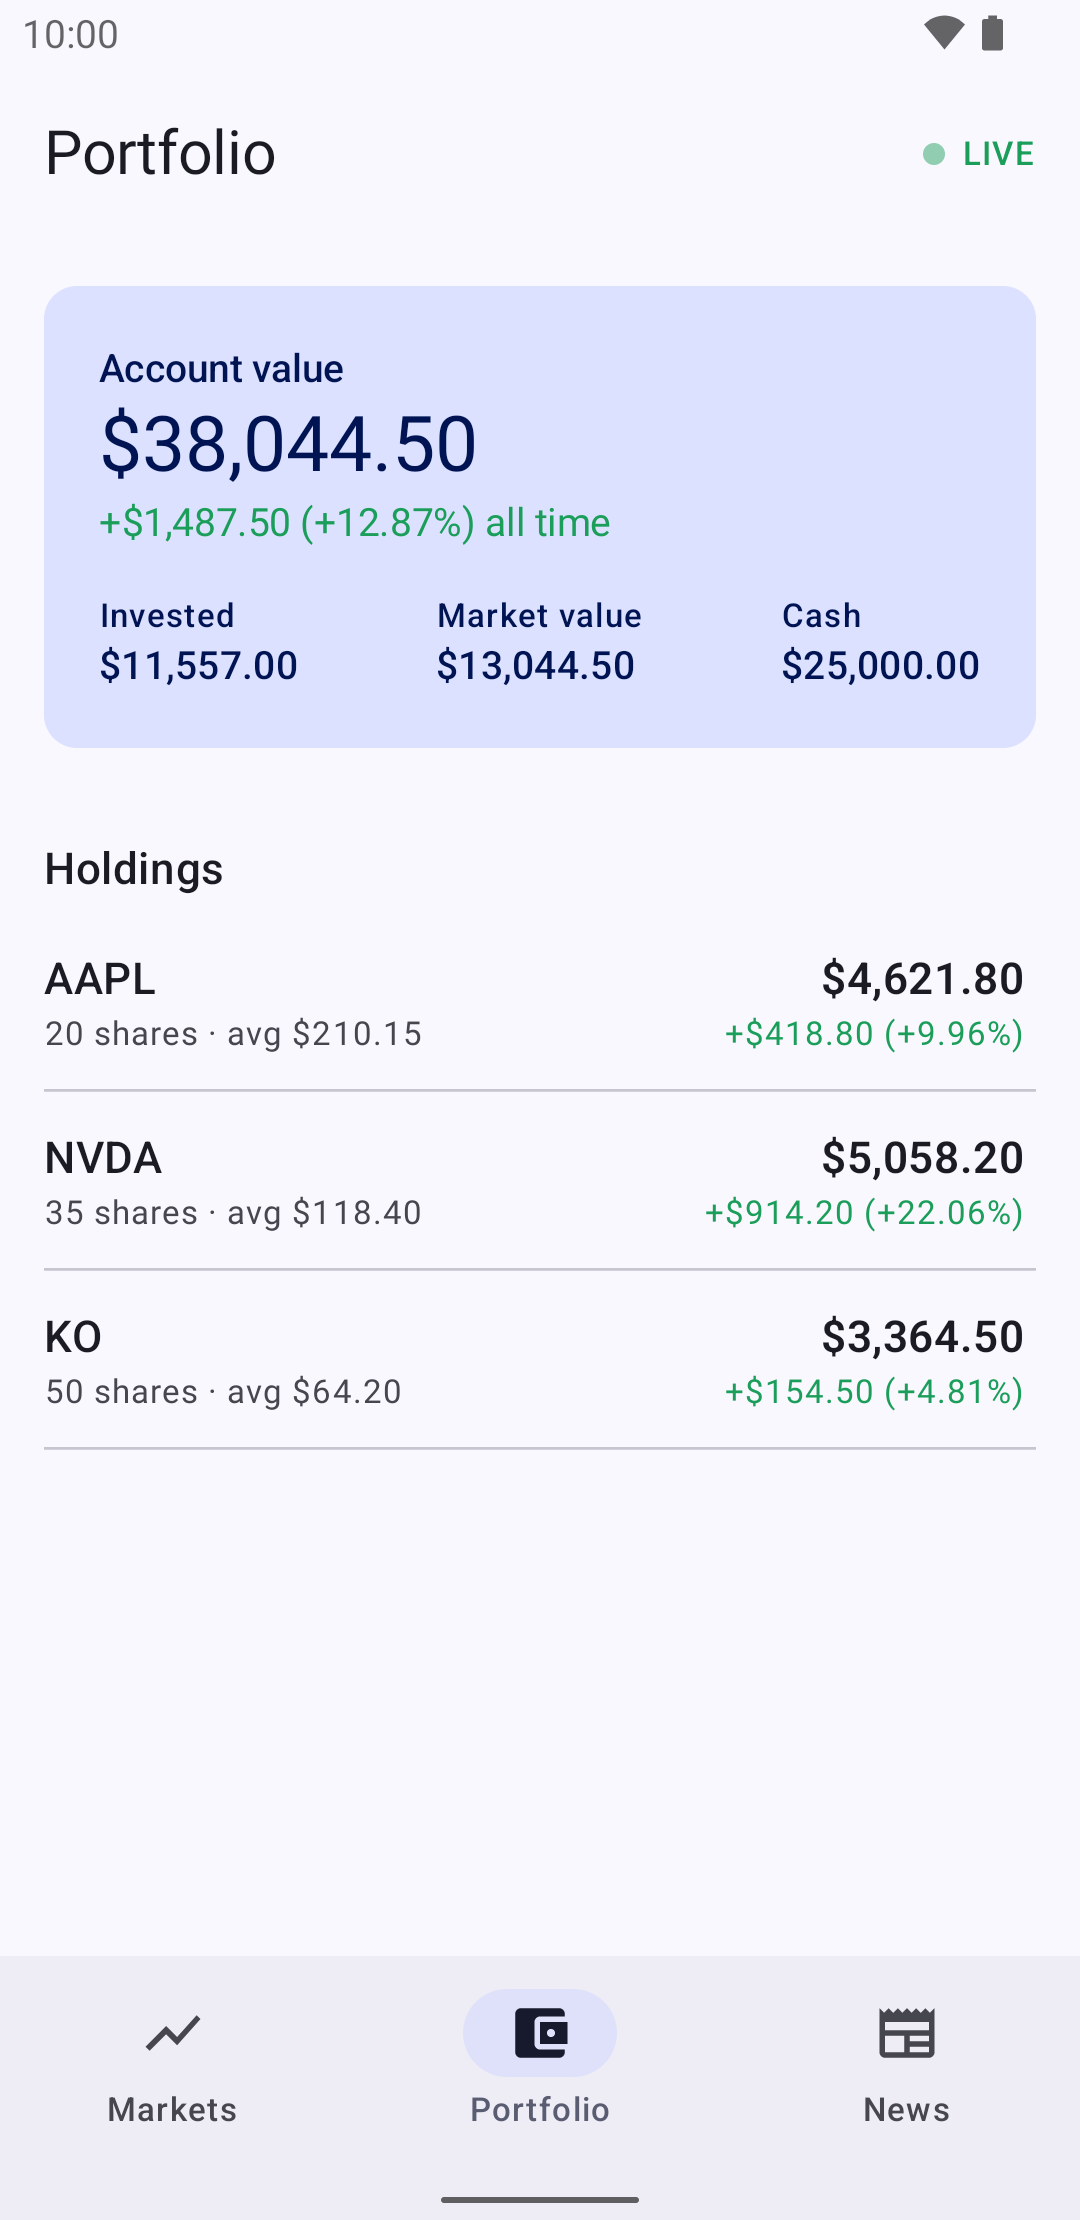 10:00
Portfolio
LIVE
Account value
$38,044.50
+$1,487.50 (+12.87%) all time
Invested Market value Cash
$11,557.00 $13,044.50 $25,000.00
Holdings
AAPL $4,621.80
20 shares · avg $210.15 +$418.80 (+9.96%)
NVDA $5,058.20
35 shares · avg $118.40 +$914.20 (+22.06%)
KO $3,364.50
50 shares · avg $64.20 +$154.50 (+4.81%)
Markets Portfolio News